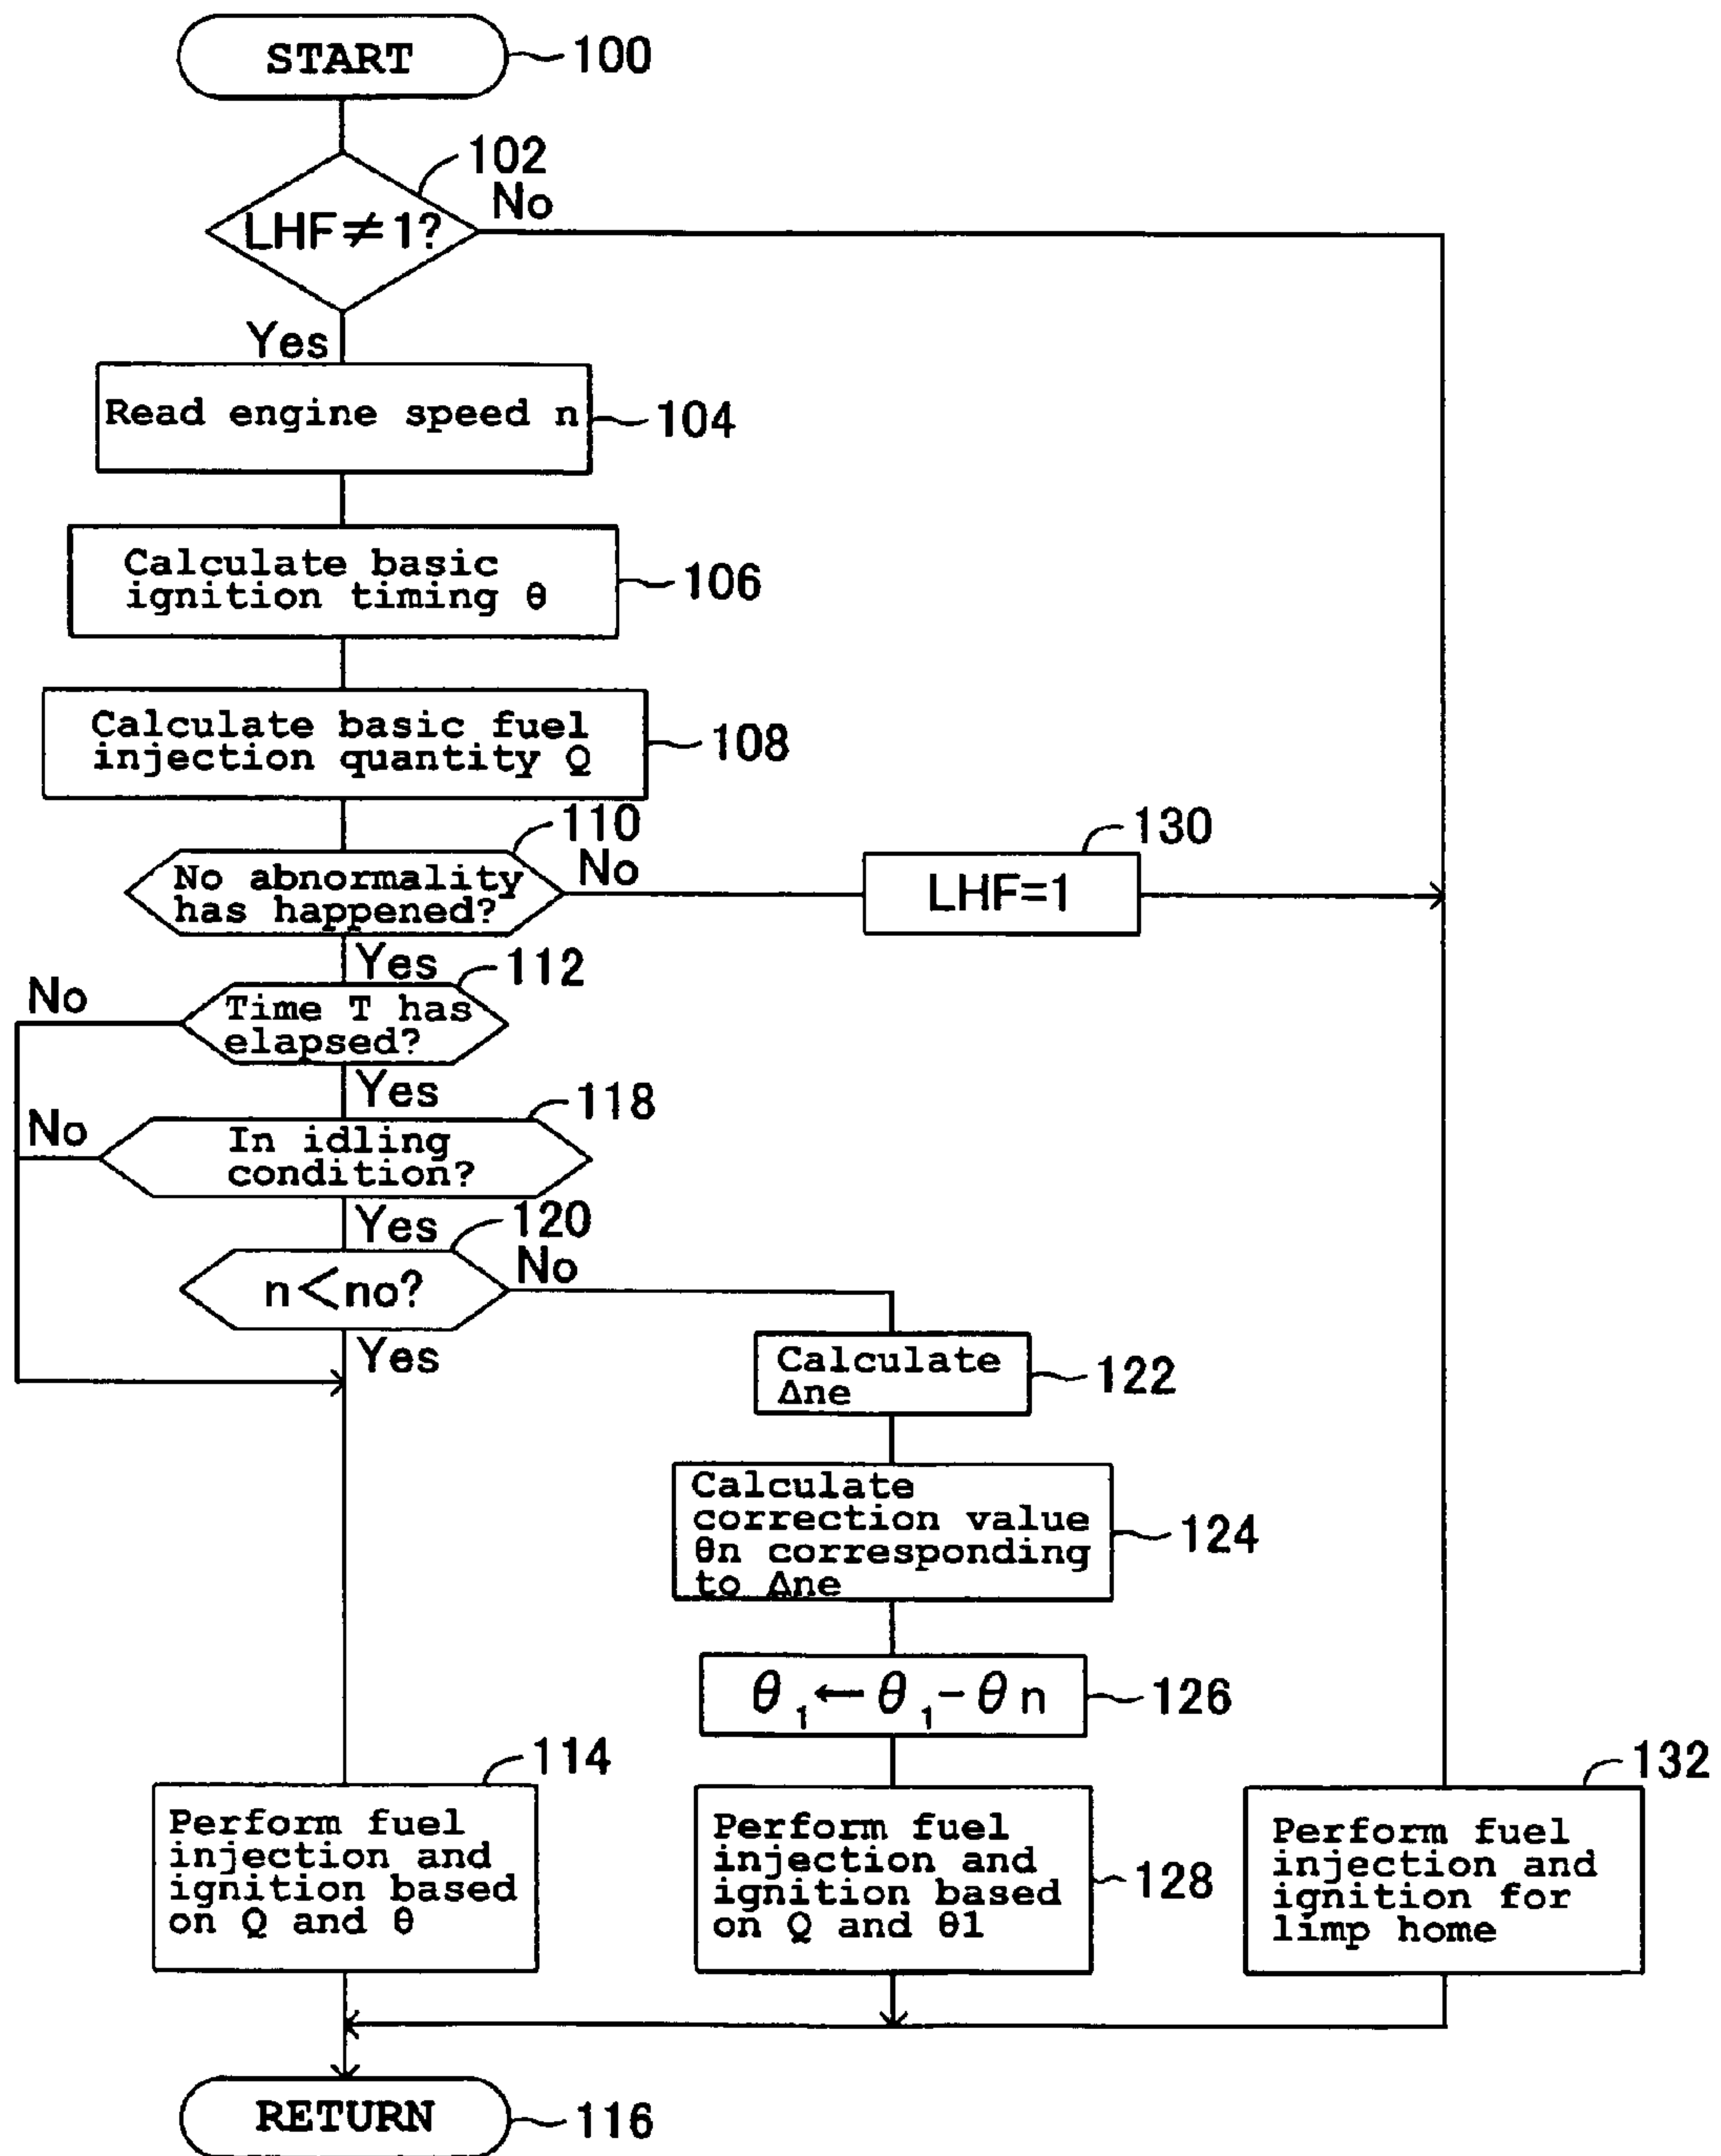 START
100
102
No
LHF≠1?
Yes
Read engine speed n
104
Calculate basic
ignition timing θ
106
Calculate basic fuel
injection quantity Q
108
110
No abnormality
has happened?
No
130
LHF=1
Yes
112
No
Time T has
elapsed?
Yes
118
No
In idling
condition?
Yes
120
n<no?
No
Yes
Calculate
Δne
122
Calculate
correction value
θn corresponding
to Δne
124
θ₁←θ₁-θn
126
114
Perform fuel
injection and
ignition based
on Q and θ
Perform fuel
injection and
ignition based
on Q and θ1
128
132
Perform fuel
injection and
ignition for
limp home
RETURN
116